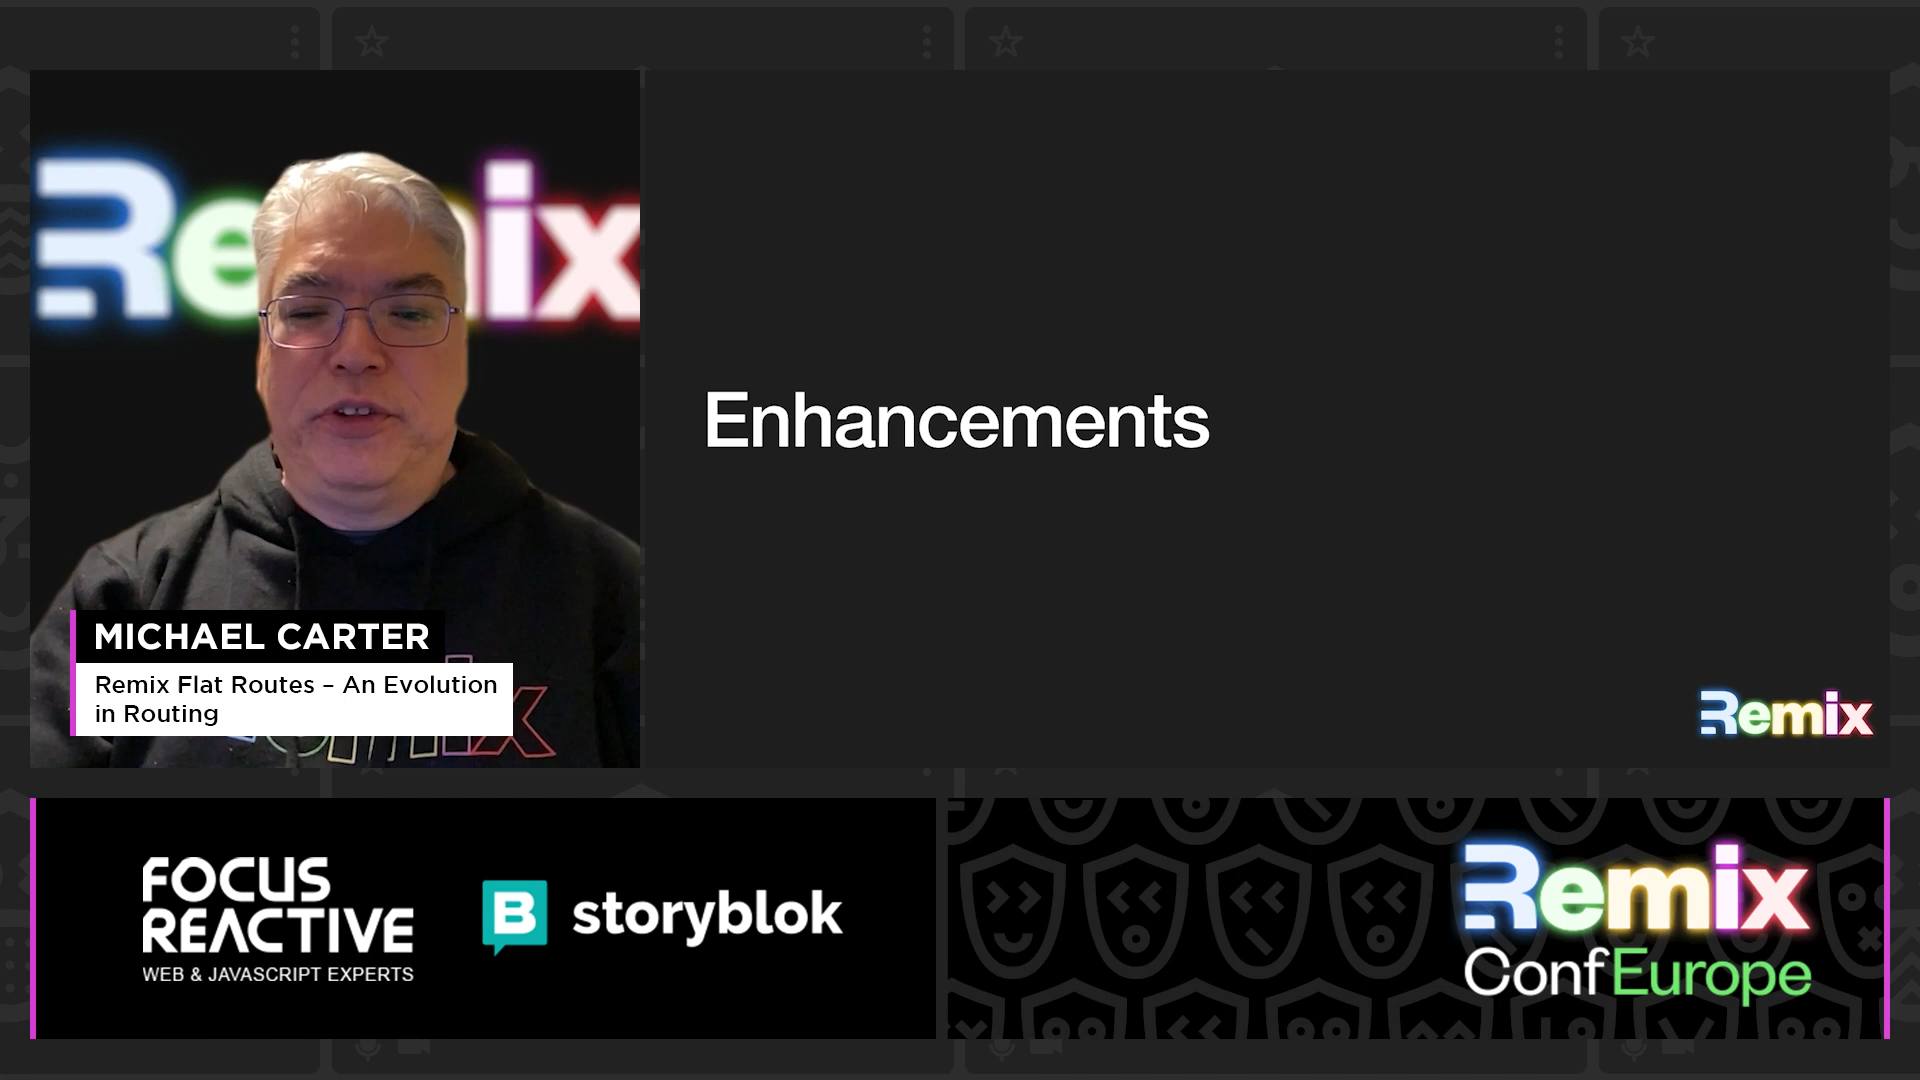 Remix
Enhancements
MICHAEL CARTER
Remix Flat Routes – An Evolution
in Routing
Remix
FOCUS
REACTIVE
WEB & JAVASCRIPT EXPERTS
B storyblok
Remix
Conf Europe